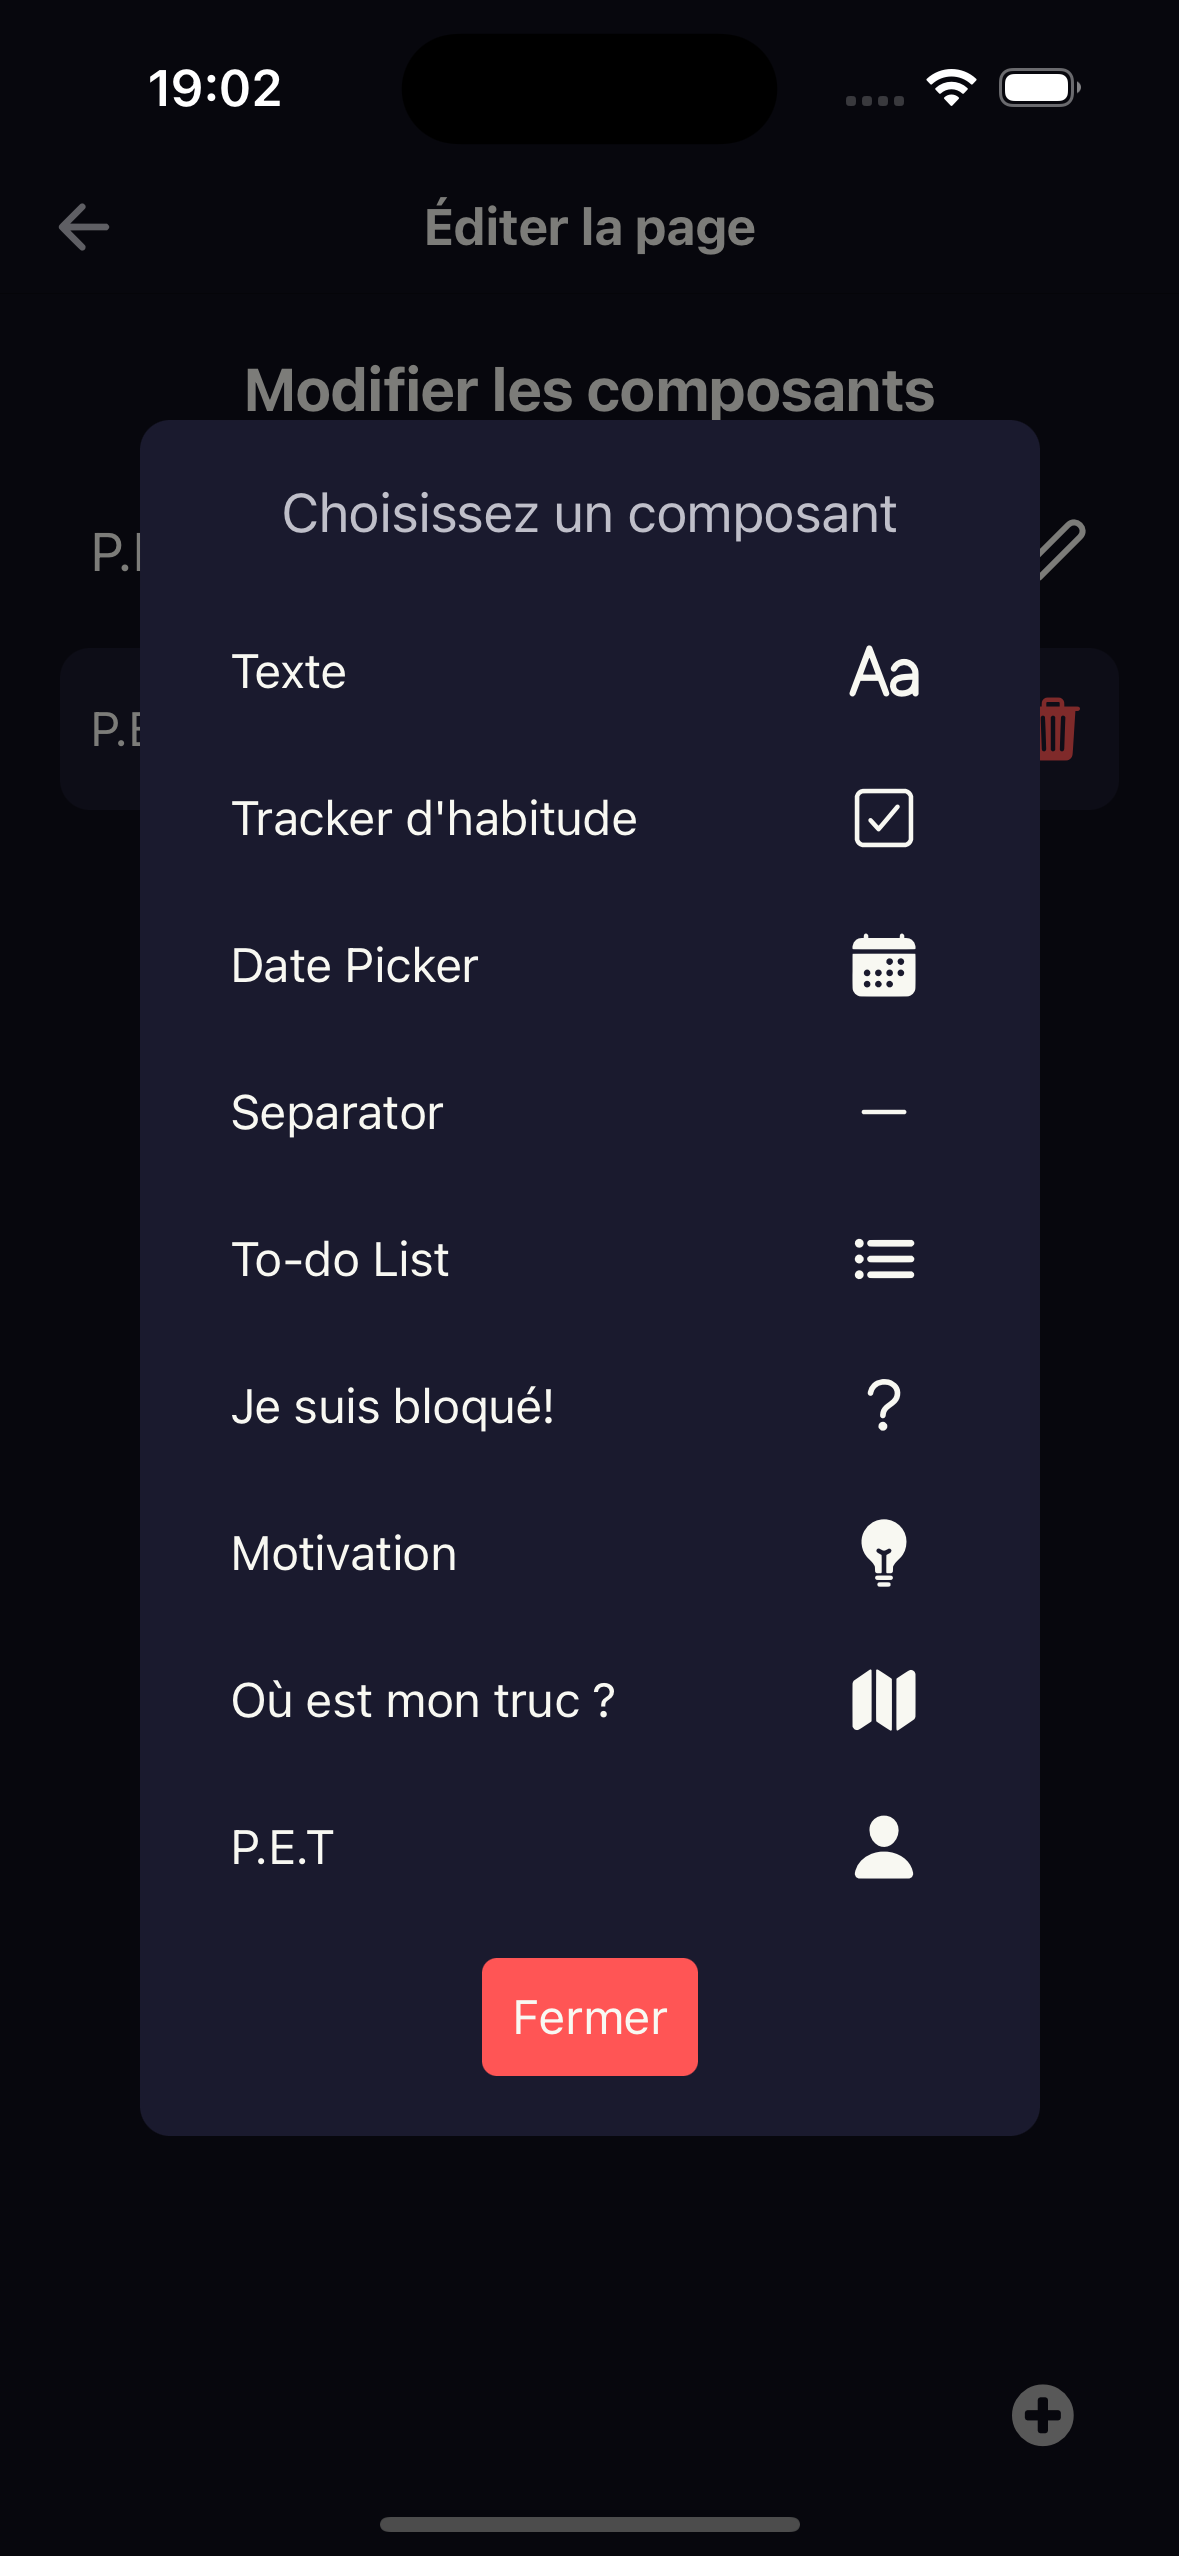 19:02
Éditer la page
Modifier les composants
Choisissez un composant
Texte
Aa
Tracker d'habitude
Date Picker
Separator
To-do List
Je suis bloqué!
?
Motivation
Où est mon truc ?
P.E.T
Fermer